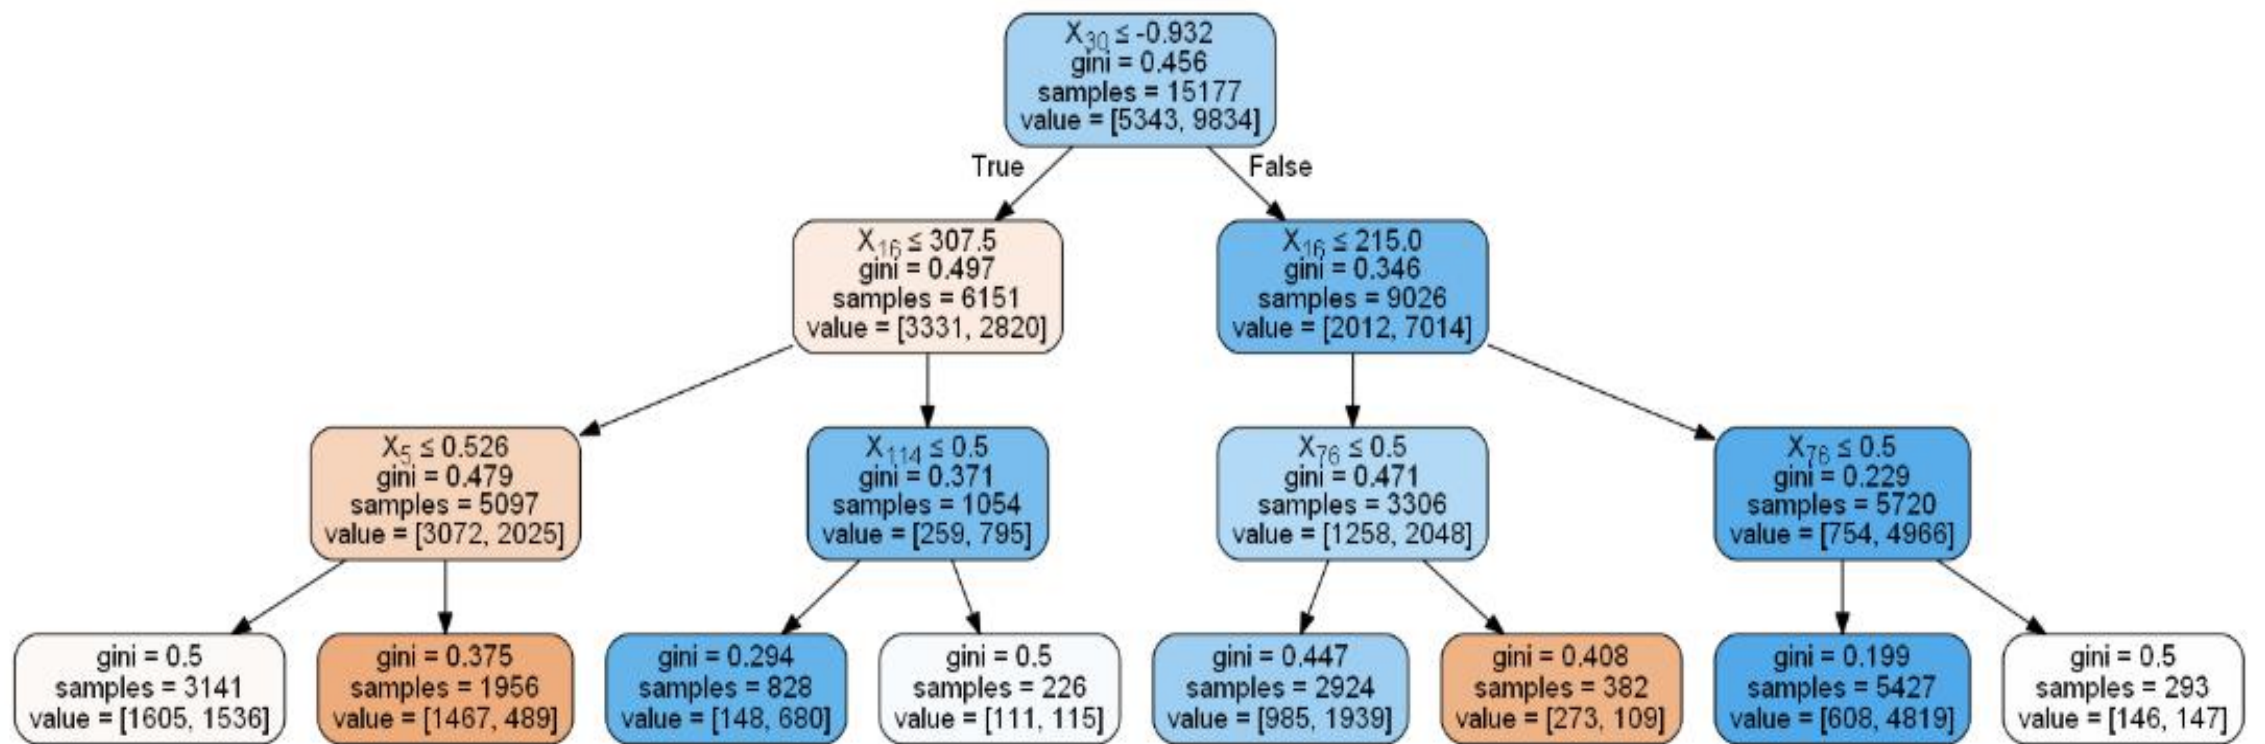 X₃₀ ≤ -0.932
gini = 0.456
samples = 15177
value = [5343, 9834]
True
False
X₁₆ ≤ 307.5
gini = 0.497
samples = 6151
value = [3331, 2820]
X₁₆ ≤ 215.0
gini = 0.346
samples = 9026
value = [2012, 7014]
X₅ ≤ 0.526
gini = 0.479
samples = 5097
value = [3072, 2025]
X₁₁₄ ≤ 0.5
gini = 0.371
samples = 1054
value = [259, 795]
X₇₆ ≤ 0.5
gini = 0.471
samples = 3306
value = [1258, 2048]
X₇₆ ≤ 0.5
gini = 0.229
samples = 5720
value = [754, 4966]
gini = 0.5
samples = 3141
value = [1605, 1536]
gini = 0.375
samples = 1956
value = [1467, 489]
gini = 0.294
samples = 828
value = [148, 680]
gini = 0.5
samples = 226
value = [111, 115]
gini = 0.447
samples = 2924
value = [985, 1939]
gini = 0.408
samples = 382
value = [273, 109]
gini = 0.199
samples = 5427
value = [608, 4819]
gini = 0.5
samples = 293
value = [146, 147]